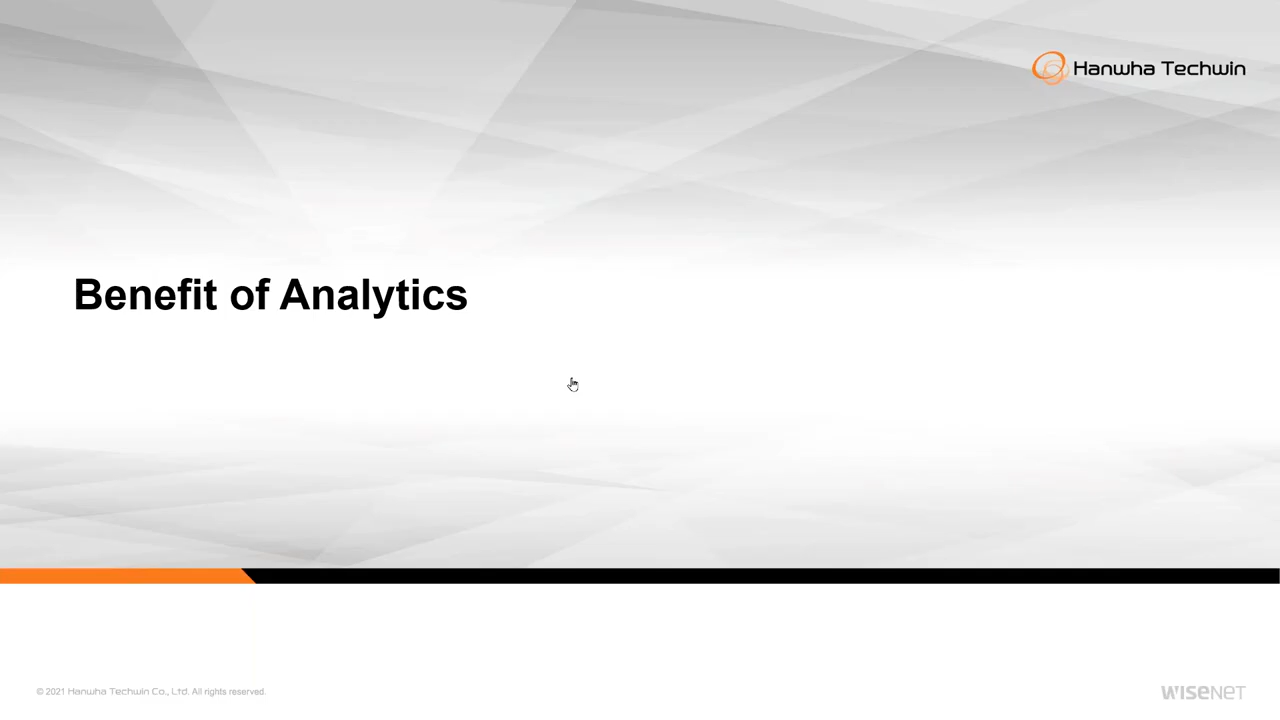 Hanwha Techwin
Benefit of Analytics
© 2021 Hanwha Techwin Co., Ltd. All rights reserved.
WISENET